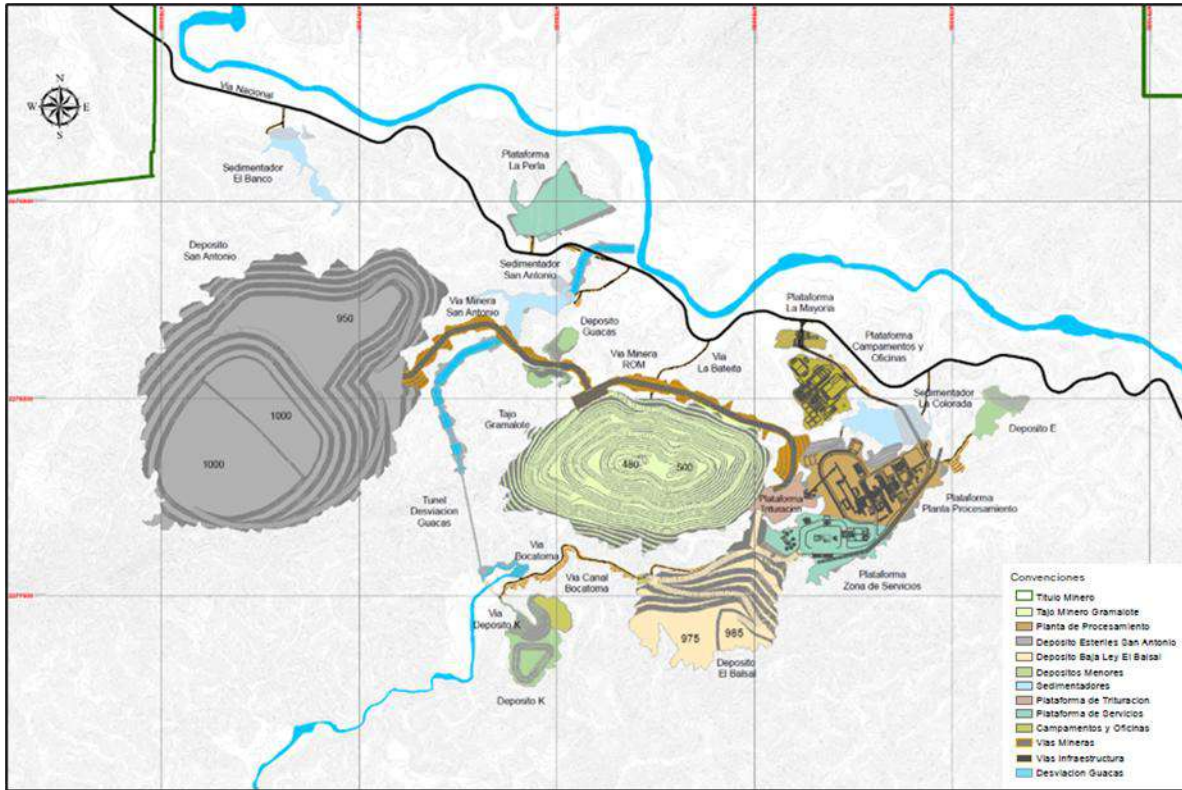 N
W
E
S
Via Nacional
Sedimentador
El Banco
Plataforma
La Perla
Deposito
San Antonio
Sedimentador
San Antonio
Via Minera
San Antonio
950
Deposito
Guacas
Via Minera
ROM
Via
La Bateita
Plataforma
La Mayoria
Plataforma
Campamentos y
Oficinas
Sedimentador
La Colorada
Deposito E
1000
1000
Tajo
Gramalote
480
500
Tunel
Desviacion
Guacas
Plataforma
Trituracion
Plataforma
Planta Procesamiento
Via
Bocatoma
Via Canal
Bocatoma
Plataforma
Zona de Servicios
Via
Deposito K
975
985
Deposito
El Balsal
Deposito K
Convenciones
Titulo Minero
Tajo Minero Gramalote
Planta de Procesamiento
Deposito Esteriles San Antonio
Deposito Baja Ley El Balsal
Depositos Menores
Sedimentadores
Plataforma de Trituracion
Plataforma de Servicios
Campamentos y Oficinas
Vias Mineras
Vias Infraestructura
Desviacion Guacas